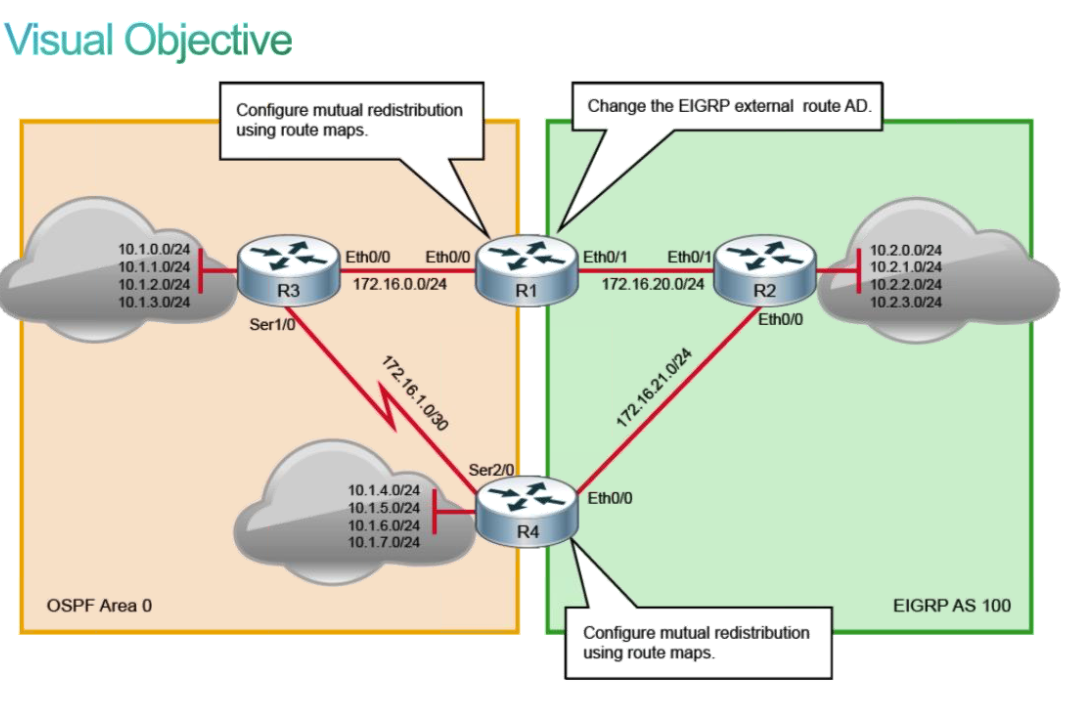 Visual Objective
Configure mutual redistribution
using route maps.
Change the EIGRP external route AD.
10.1.0.0/24
10.1.1.0/24
10.1.2.0/24
10.1.3.0/24
R3
Eth0/0
Eth0/0
172.16.0.0/24
R1
Eth0/1
Eth0/1
172.16.20.0/24
R2
10.2.0.0/24
10.2.1.0/24
10.2.2.0/24
10.2.3.0/24
Ser1/0
Eth0/0
172.16.1.0/30
172.16.21.0/24
Ser2/0
10.1.4.0/24
10.1.5.0/24
10.1.6.0/24
10.1.7.0/24
R4
Eth0/0
OSPF Area 0
EIGRP AS 100
Configure mutual redistribution
using route maps.